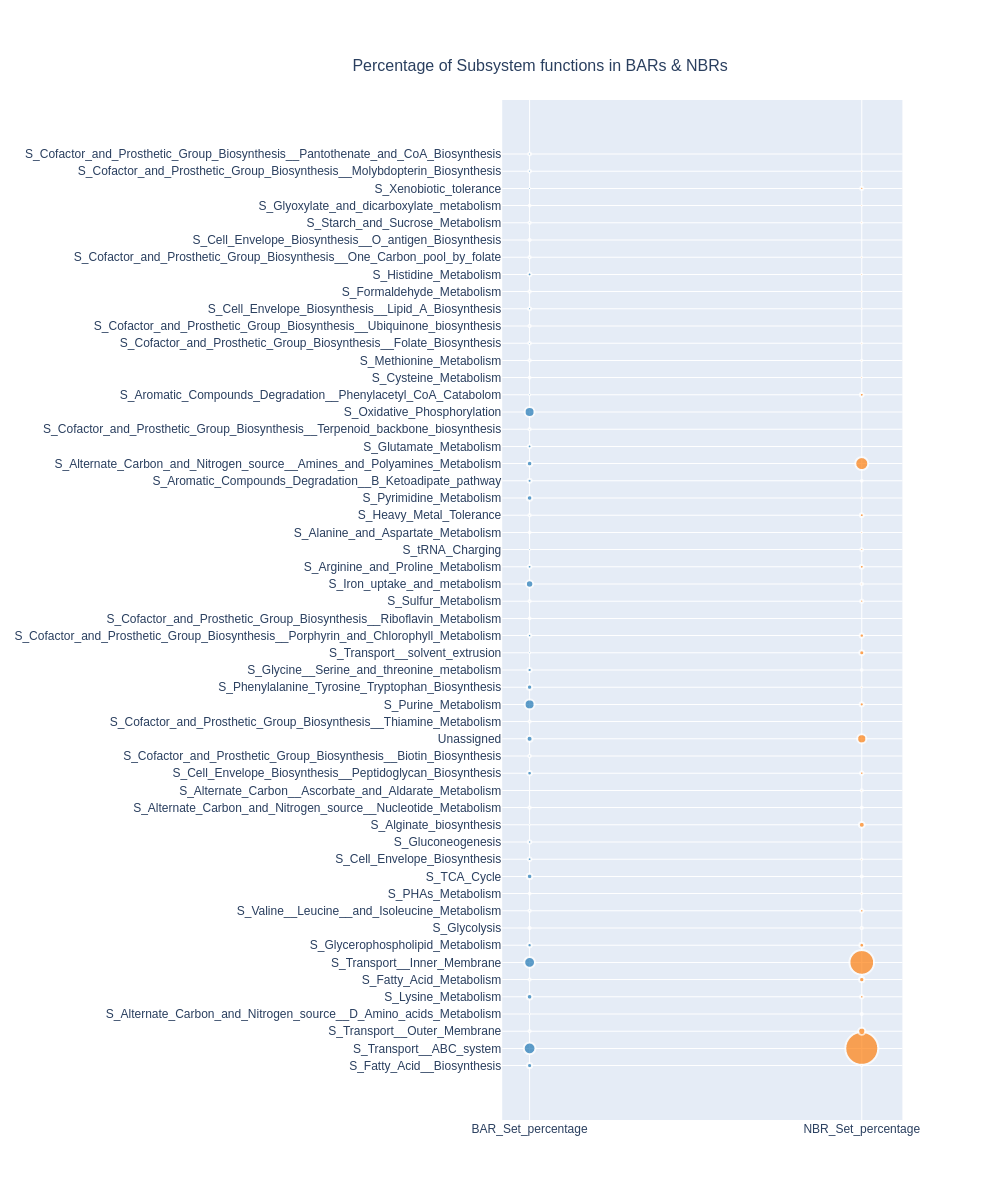 Percentage of Subsystem functions in BARs & NBRs
S_Cofactor_and_Prosthetic_Group_Biosynthesis__Pantothenate_and_CoA_Biosynthesis
S_Cofactor_and_Prosthetic_Group_Biosynthesis__Molybdopterin_Biosynthesis
S_Xenobiotic_tolerance
S_Glyoxylate_and_dicarboxylate_metabolism
S_Starch_and_Sucrose_Metabolism
S_Cell_Envelope_Biosynthesis__O_antigen_Biosynthesis
S_Cofactor_and_Prosthetic_Group_Biosynthesis__One_Carbon_pool_by_folate
S_Histidine_Metabolism
S_Formaldehyde_Metabolism
S_Cell_Envelope_Biosynthesis__Lipid_A_Biosynthesis
S_Cofactor_and_Prosthetic_Group_Biosynthesis__Ubiquinone_biosynthesis
S_Cofactor_and_Prosthetic_Group_Biosynthesis__Folate_Biosynthesis
S_Methionine_Metabolism
S_Cysteine_Metabolism
S_Aromatic_Compounds_Degradation__Phenylacetyl_CoA_Catabolom
S_Oxidative_Phosphorylation
S_Cofactor_and_Prosthetic_Group_Biosynthesis__Terpenoid_backbone_biosynthesis
S_Glutamate_Metabolism
S_Alternate_Carbon_and_Nitrogen_source__Amines_and_Polyamines_Metabolism
S_Aromatic_Compounds_Degradation__B_Ketoadipate_pathway
S_Pyrimidine_Metabolism
S_Heavy_Metal_Tolerance
S_Alanine_and_Aspartate_Metabolism
S_tRNA_Charging
S_Arginine_and_Proline_Metabolism
S_Iron_uptake_and_metabolism
S_Sulfur_Metabolism
S_Cofactor_and_Prosthetic_Group_Biosynthesis__Riboflavin_Metabolism
S_Cofactor_and_Prosthetic_Group_Biosynthesis__Porphyrin_and_Chlorophyll_Metabolism
S_Transport__solvent_extrusion
S_Glycine__Serine_and_threonine_metabolism
S_Phenylalanine_Tyrosine_Tryptophan_Biosynthesis
S_Purine_Metabolism
S_Cofactor_and_Prosthetic_Group_Biosynthesis__Thiamine_Metabolism
Unassigned
S_Cofactor_and_Prosthetic_Group_Biosynthesis__Biotin_Biosynthesis
S_Cell_Envelope_Biosynthesis__Peptidoglycan_Biosynthesis
S_Alternate_Carbon__Ascorbate_and_Aldarate_Metabolism
S_Alternate_Carbon_and_Nitrogen_source__Nucleotide_Metabolism
S_Alginate_biosynthesis
S_Gluconeogenesis
S_Cell_Envelope_Biosynthesis
S_TCA_Cycle
S_PHAs_Metabolism
S_Valine__Leucine__and_Isoleucine_Metabolism
S_Glycolysis
S_Glycerophospholipid_Metabolism
S_Transport__Inner_Membrane
S_Fatty_Acid_Metabolism
S_Lysine_Metabolism
S_Alternate_Carbon_and_Nitrogen_source__D_Amino_acids_Metabolism
S_Transport__Outer_Membrane
S_Transport__ABC_system
S_Fatty_Acid__Biosynthesis
BAR_Set_percentage NBR_Set_percentage